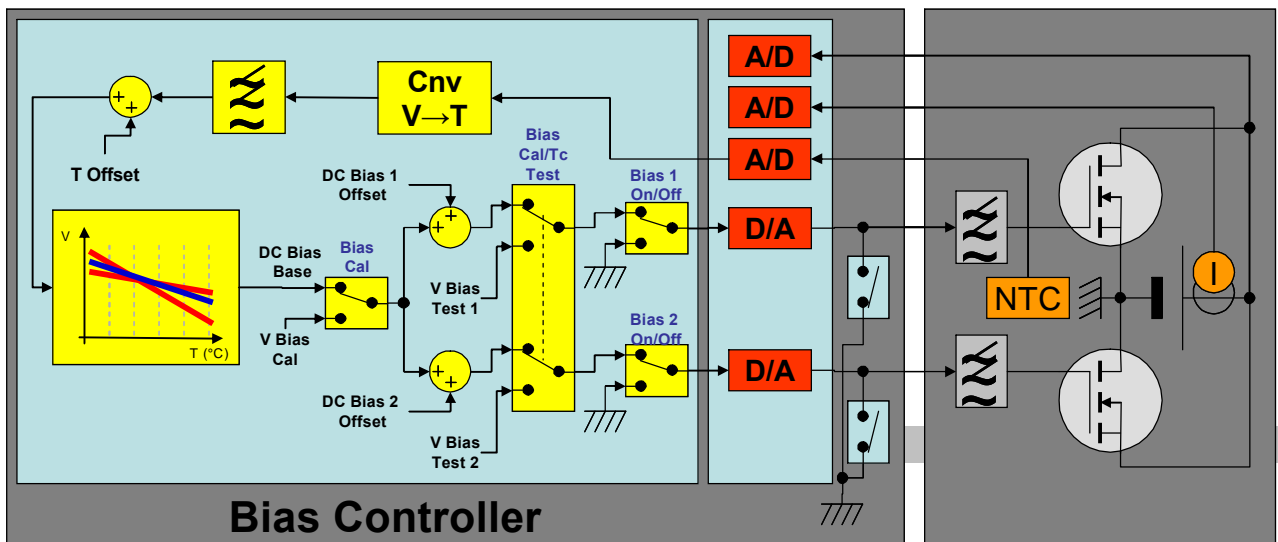 A/D
Cnv
V→T
A/D
Bias
Cal/Tc
Test
A/D
T Offset
DC Bias 1
Offset
Bias 1
On/Off
D/A
V
T (°C)
DC Bias
Base
Bias
Cal
V Bias
Test 1
I
NTC
V Bias
Cal
Bias 2
On/Off
D/A
DC Bias 2
Offset
V Bias
Test 2
Bias Controller